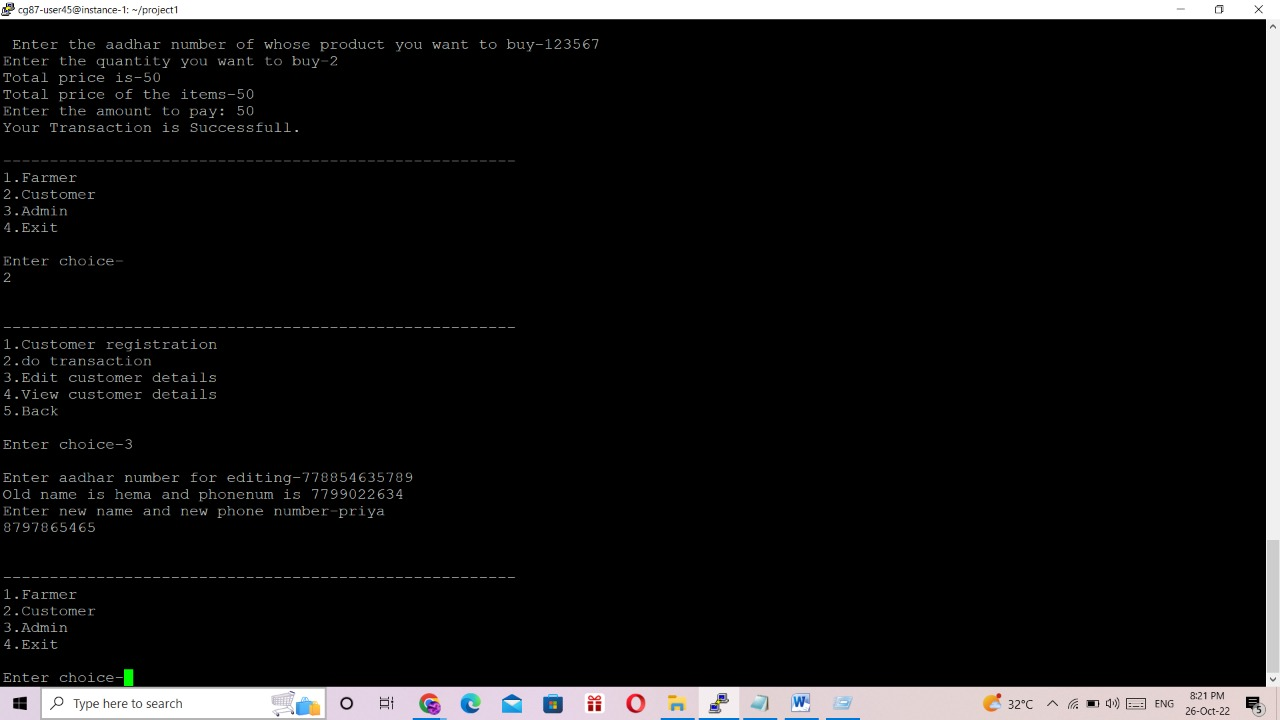 cg87-user45@instance-1: ~/project1
Enter the aadhar number of whose product you want to buy-123567
Enter the quantity you want to buy-2
Total price is-50
Total price of the items-50
Enter the amount to pay: 50
Your Transaction is Successfull.
-------------------------------------------------------
1.Farmer
2.Customer
3.Admin
4.Exit
Enter choice-
2
-------------------------------------------------------
1.Customer registration
2.do transaction
3.Edit customer details
4.View customer details
5.Back
Enter choice-3
Enter aadhar number for editing-778854635789
Old name is hema and phonenum is 7799022634
Enter new name and new phone number-priya
8797865465
-------------------------------------------------------
1.Farmer
2.Customer
3.Admin
4.Exit
Enter choice-
Type here to search
32°C
ENG
8:21 PM
26-Oct-22
5